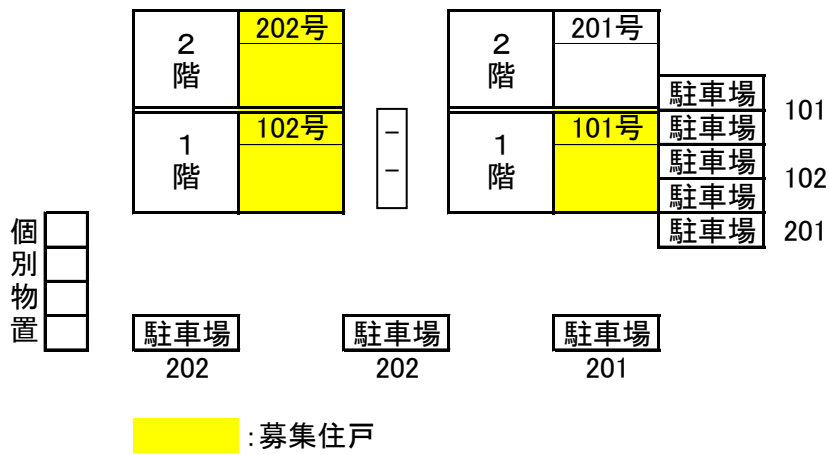 202号
2階
201号
2階
102号
1階
101号
1階
駐車場
101
駐車場
駐車場
102
駐車場
駐車場
201
個別物置
駐車場
駐車場
駐車場
202
202
201
:募集住戸